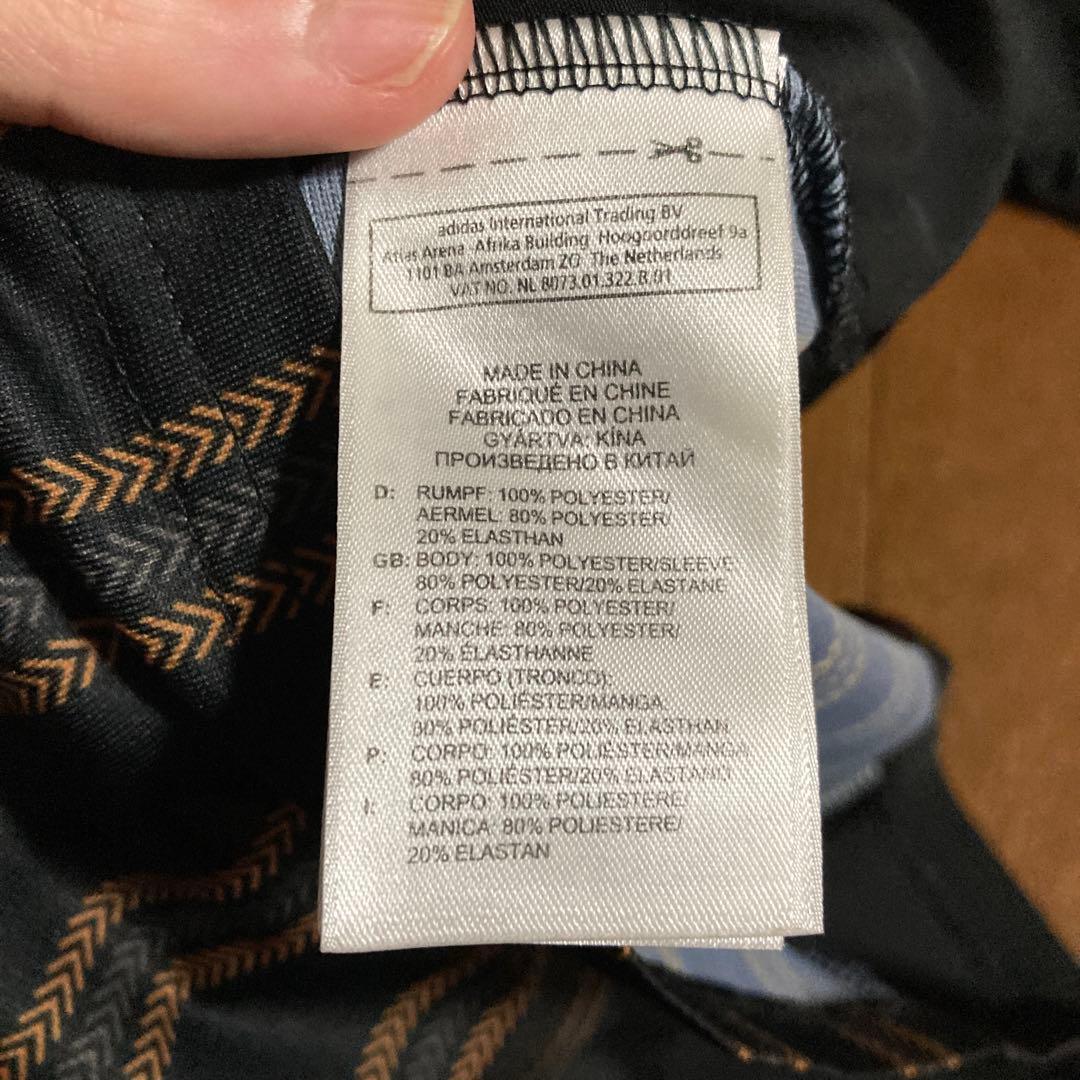 adidas International Trading BV
Atlas Arena Afrika Building Hoogoorddreef 9a
1101 BA Amsterdam ZO The Netherlands
VAT NO. NL 8073.01.322.B.01
MADE IN CHINA
FABRIQUÉ EN CHINE
FABRICADO EN CHINA
GYÁRTVA: KÍNA
ПРОИЗВЕДЕНО В КИТАЙ
D: RUMPF: 100% POLYESTER/
AERMEL: 80% POLYESTER/
20% ELASTHAN
GB: BODY: 100% POLYESTER/SLEEVE
80% POLYESTER/20% ELASTANE
F: CORPS: 100% POLYESTER/
MANCHE: 80% POLYESTER/
20% ÉLASTHANNE
E: CUERPO (TRONCO):
100% POLIÉSTER/MANGA:
80% POLIÉSTER/20% ELASTHAN
P: CORPO: 100% POLIÉSTER/MANGA:
80% POLIÉSTER/20% ELASTANO
I: CORPO: 100% POLIESTERE/
MANICA: 80% POLIESTERE/
20% ELASTAN